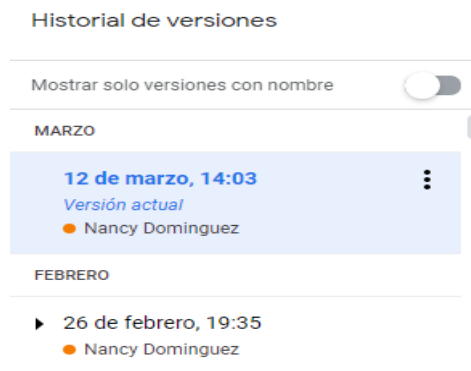 Historial de versiones
Mostrar solo versiones con nombre
MARZO
12 de marzo, 14:03
Versión actual
Nancy Dominguez
FEBRERO
26 de febrero, 19:35
Nancy Dominguez